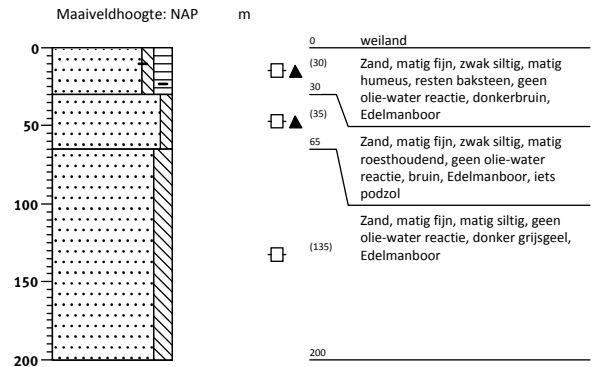 Maaiveldhoogte: NAP m
0
50
100
150
200
0 weiland
(30) Zand, matig fijn, zwak siltig, matig
humeus, resten baksteen, geen
30 olie-water reactie, donkerbruin,
(35) Edelmanboor
65 Zand, matig fijn, zwak siltig, matig
roesthoudend, geen olie-water
reactie, bruin, Edelmanboor, iets
podzol
Zand, matig fijn, matig siltig, geen
olie-water reactie, donker grijsgeel,
(135) Edelmanboor
200